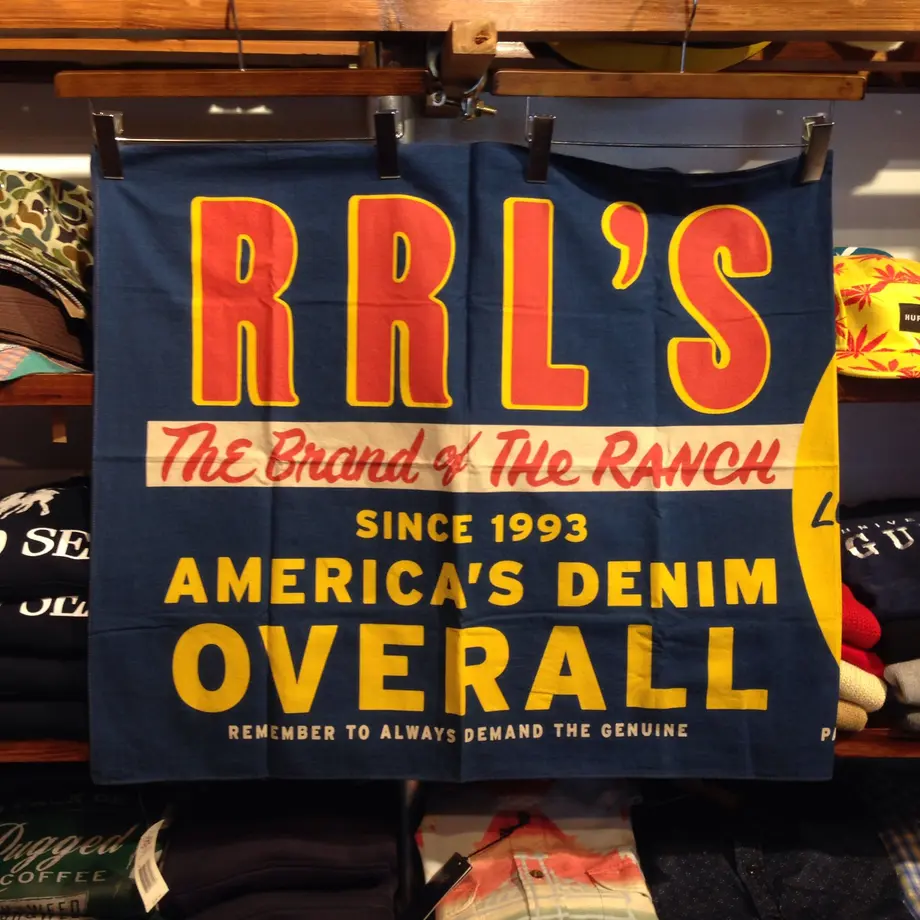 RRL'S
The Brand of THe RANCH
SINCE 1993
AMERICA'S DENIM
OVERALL
REMEMBER TO ALWAYS DEMAND THE GENUINE
HUF
Rugged
COFFEE